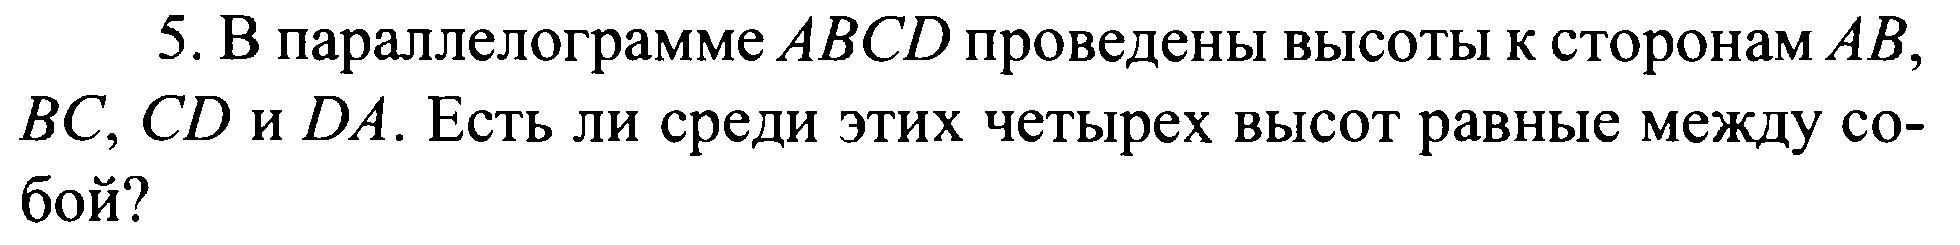 5. В параллелограмме ABCD проведены высоты к сторонам AB,
BC, CD и DA. Есть ли среди этих четырех высот равные между со-
бой?